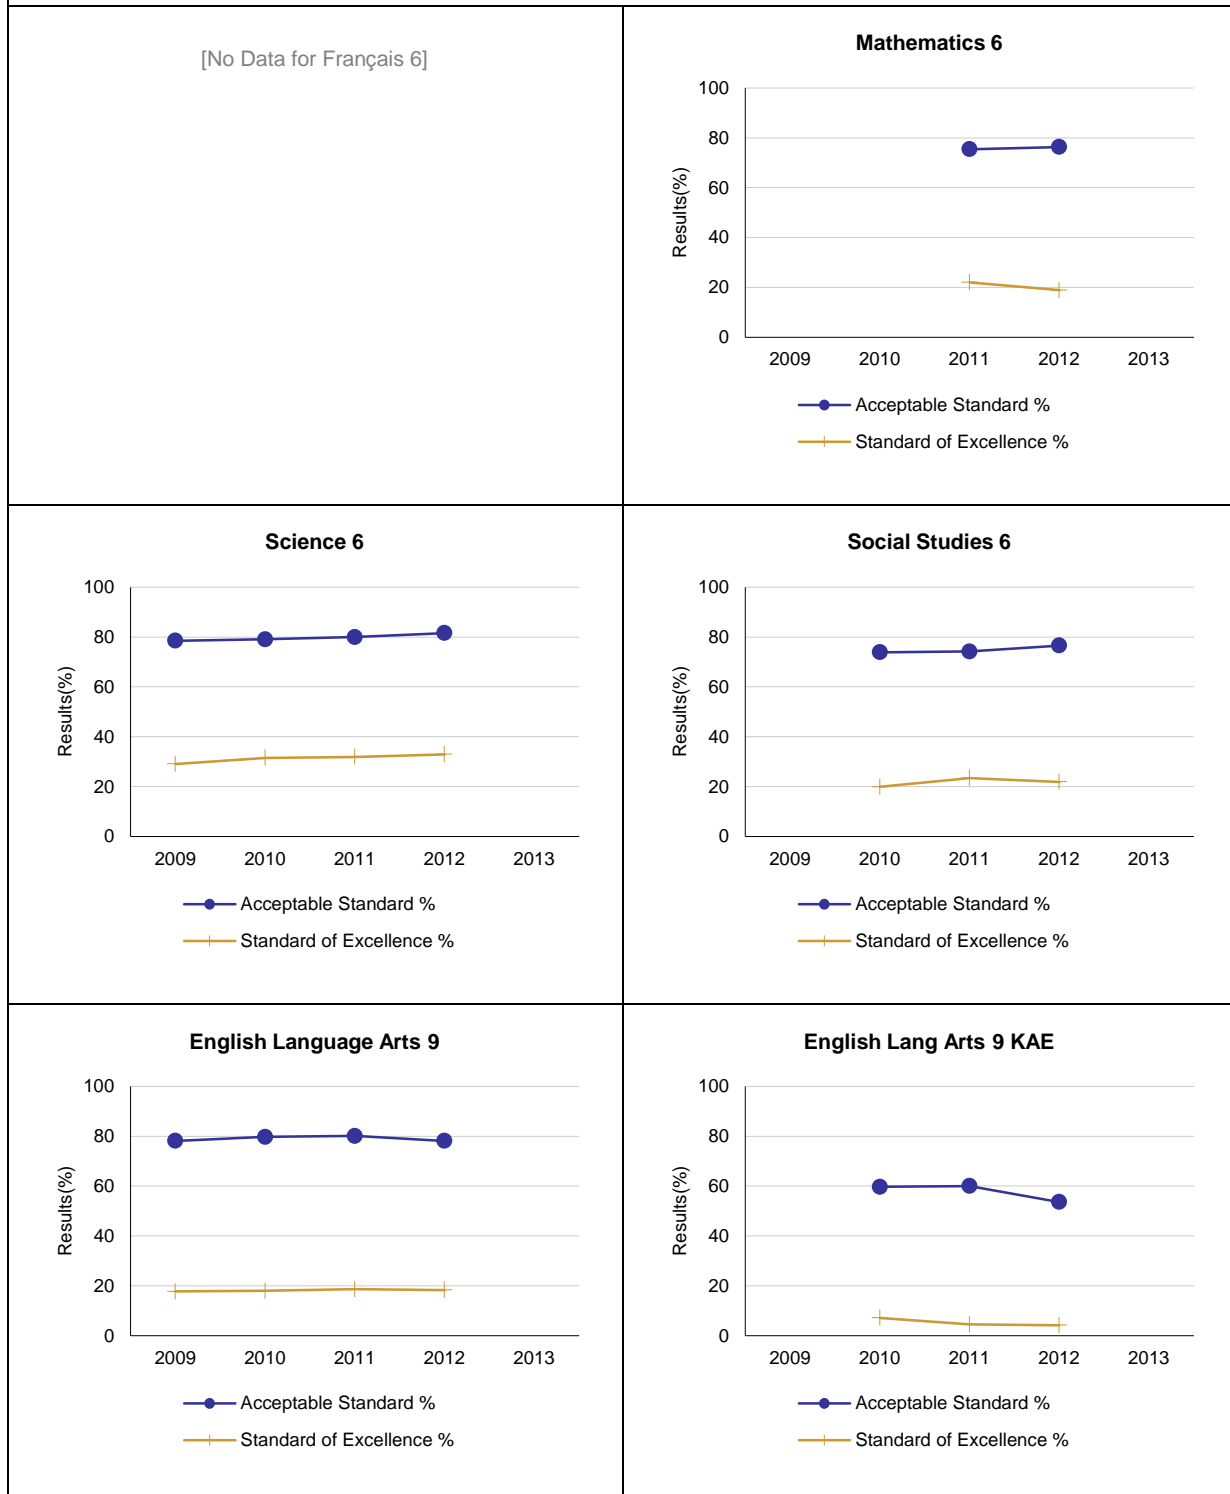 [No Data for Français 6]
Mathematics 6
100
80
60
40
20
0
Results(%)
2009 2010 2011 2012 2013
Acceptable Standard %
Standard of Excellence %
Science 6
100
80
60
40
20
0
Results(%)
2009 2010 2011 2012 2013
Acceptable Standard %
Standard of Excellence %
Social Studies 6
100
80
60
40
20
0
Results(%)
2009 2010 2011 2012 2013
Acceptable Standard %
Standard of Excellence %
English Language Arts 9
100
80
60
40
20
0
Results(%)
2009 2010 2011 2012 2013
Acceptable Standard %
Standard of Excellence %
English Lang Arts 9 KAE
100
80
60
40
20
0
Results(%)
2009 2010 2011 2012 2013
Acceptable Standard %
Standard of Excellence %